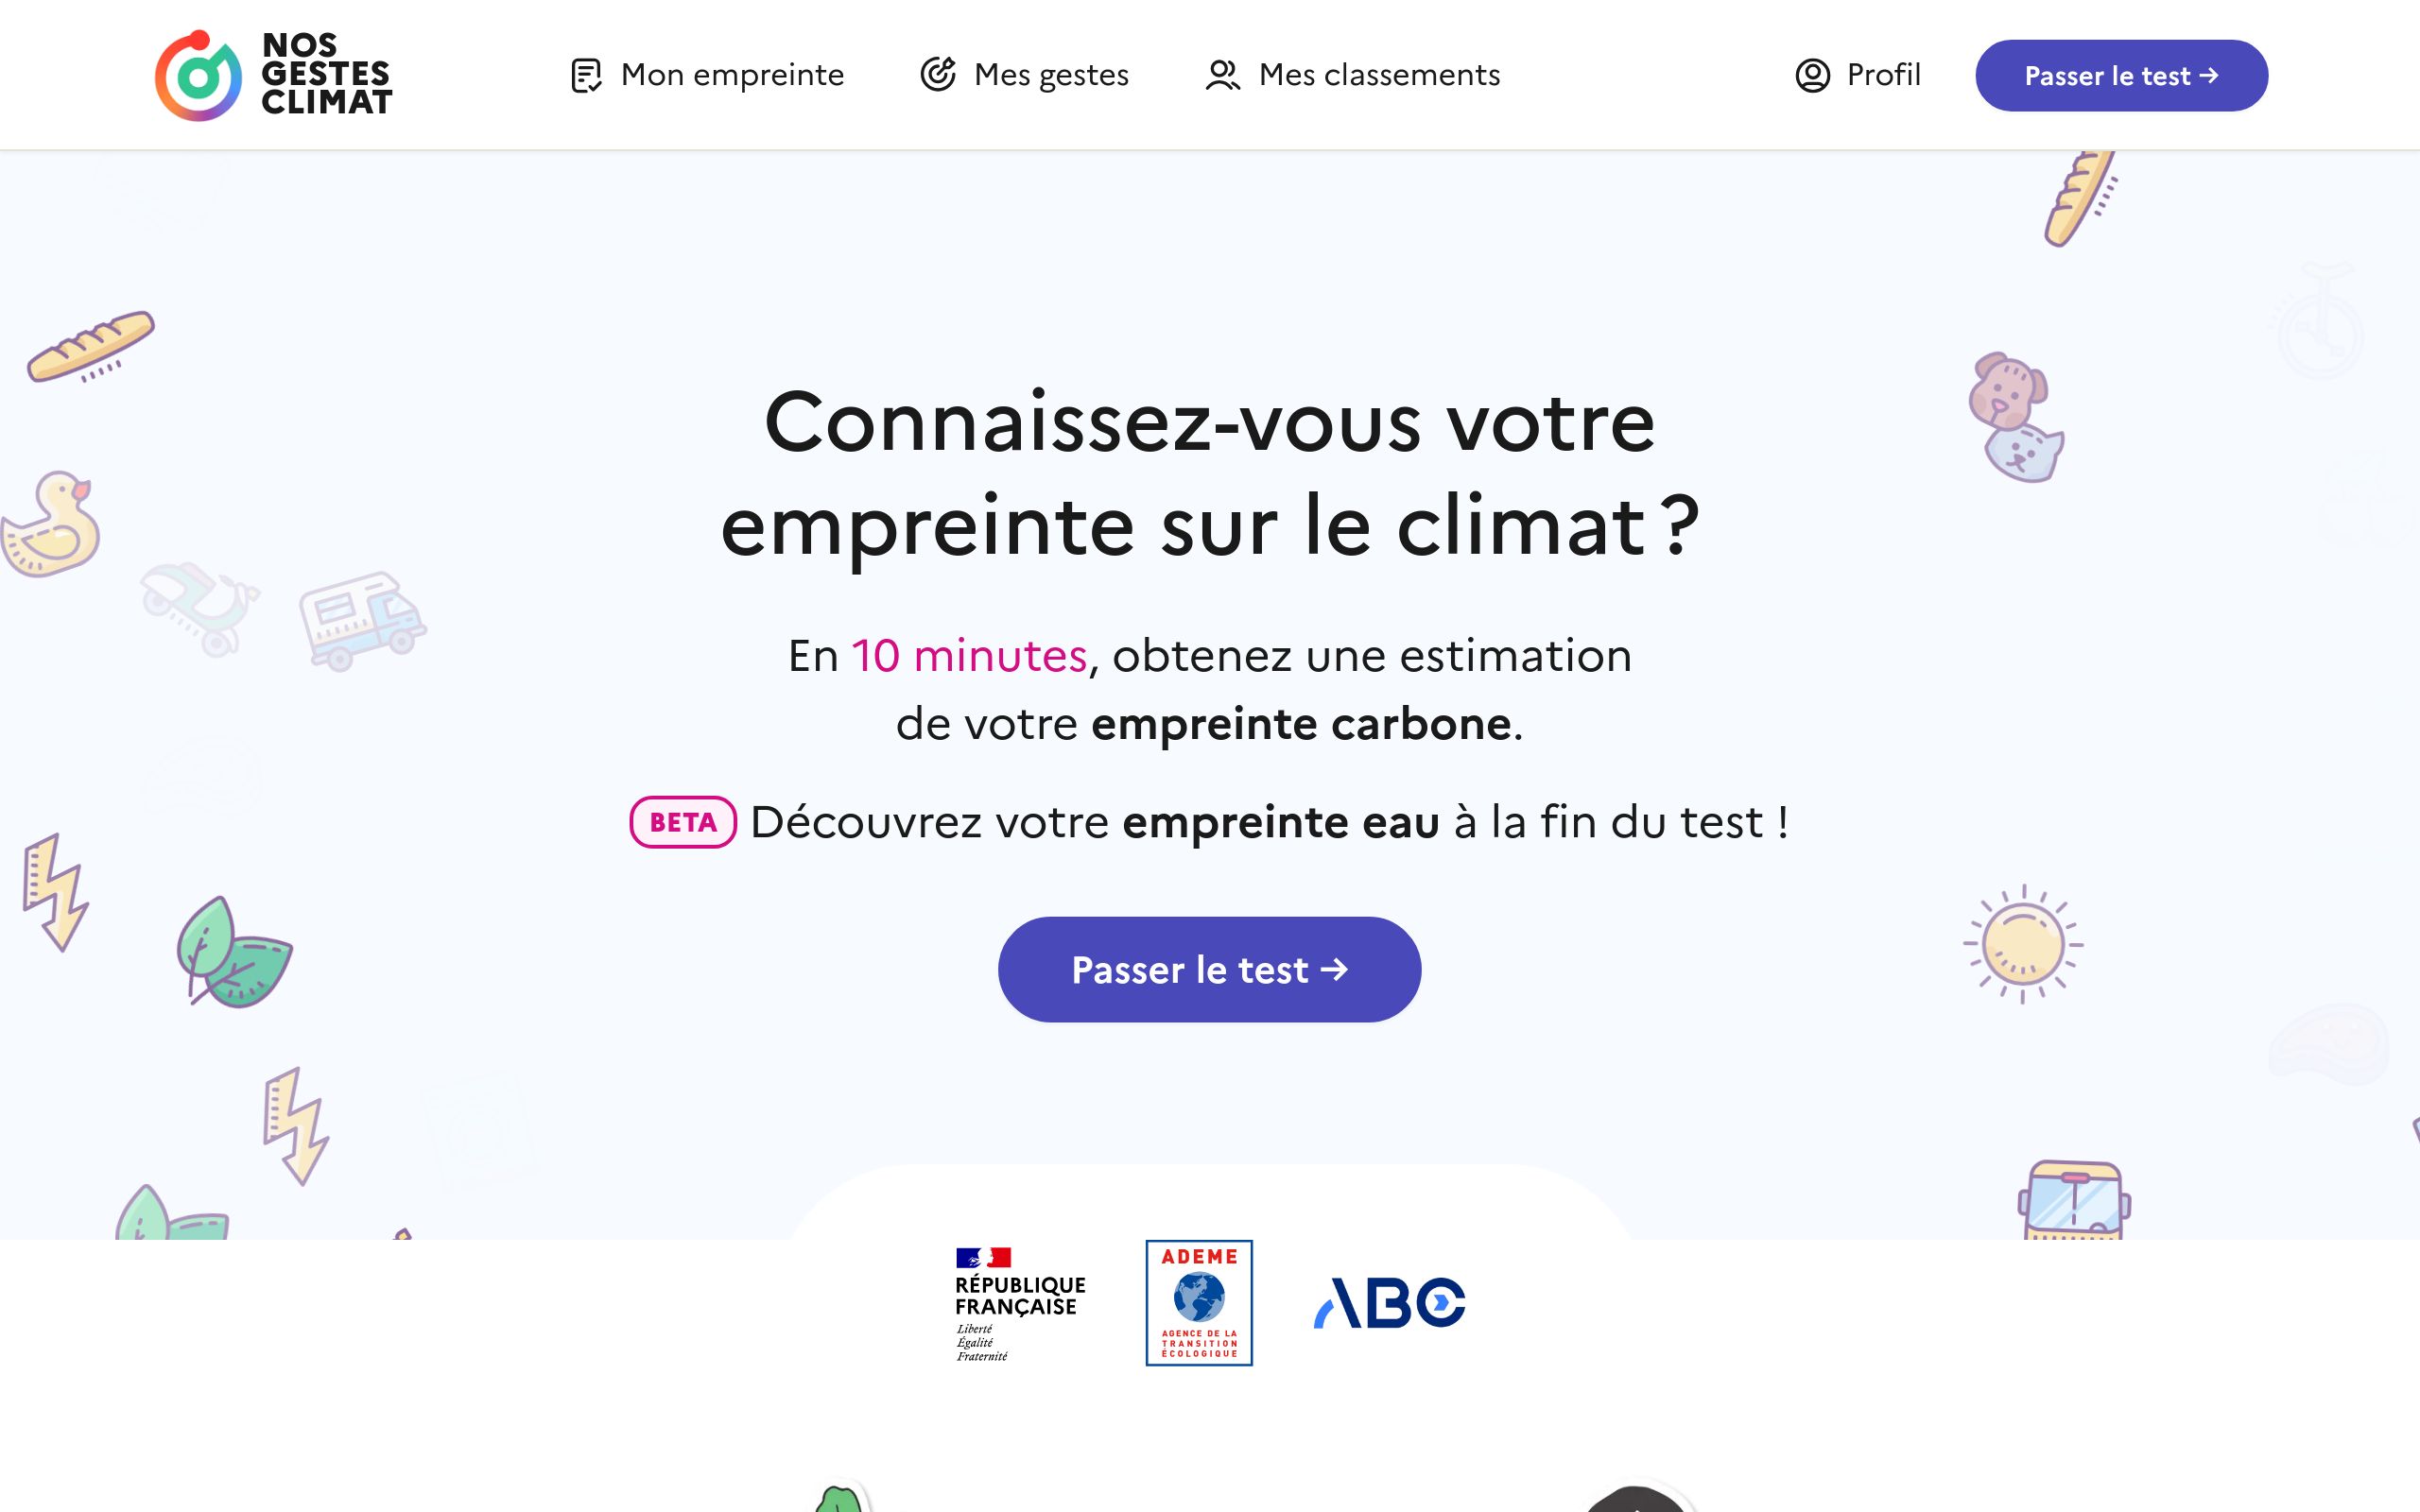 NOS
GESTES
CLIMAT
Mon empreinte
Mes gestes
Mes classements
Profil
Passer le test →
Connaissez-vous votre
empreinte sur le climat ?
En 10 minutes, obtenez une estimation
de votre empreinte carbone.
BETA Découvrez votre empreinte eau à la fin du test !
Passer le test →
RÉPUBLIQUE
FRANÇAISE
Liberté
Égalité
Fraternité
ADEME
AGENCE DE LA
TRANSITION
ÉCOLOGIQUE
ABC